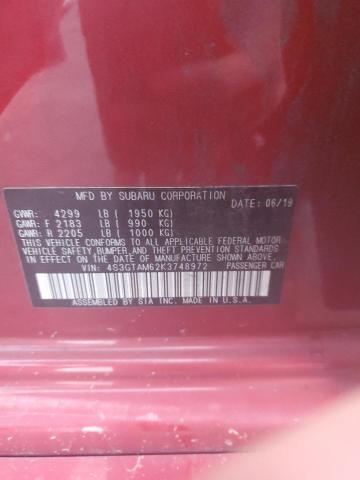 MFD BY SUBARU CORPORATION
DATE: 06/19
GVWR: 4299 LB ( 1950 KG)
GAWR: F 2183 LB ( 990 KG)
GAWR: R 2205 LB ( 1000 KG)
THIS VEHICLE CONFORMS TO ALL APPLICABLE FEDERAL MOTOR
VEHICLE SAFETY, BUMPER, AND THEFT PREVENTION STANDARDS
IN EFFECT ON THE DATE OF MANUFACTURE SHOWN ABOVE.
VIN: 4S3GTAM62K3748972 PASSENGER CAR
ASSEMBLED BY SIA INC. MADE IN U.S.A.